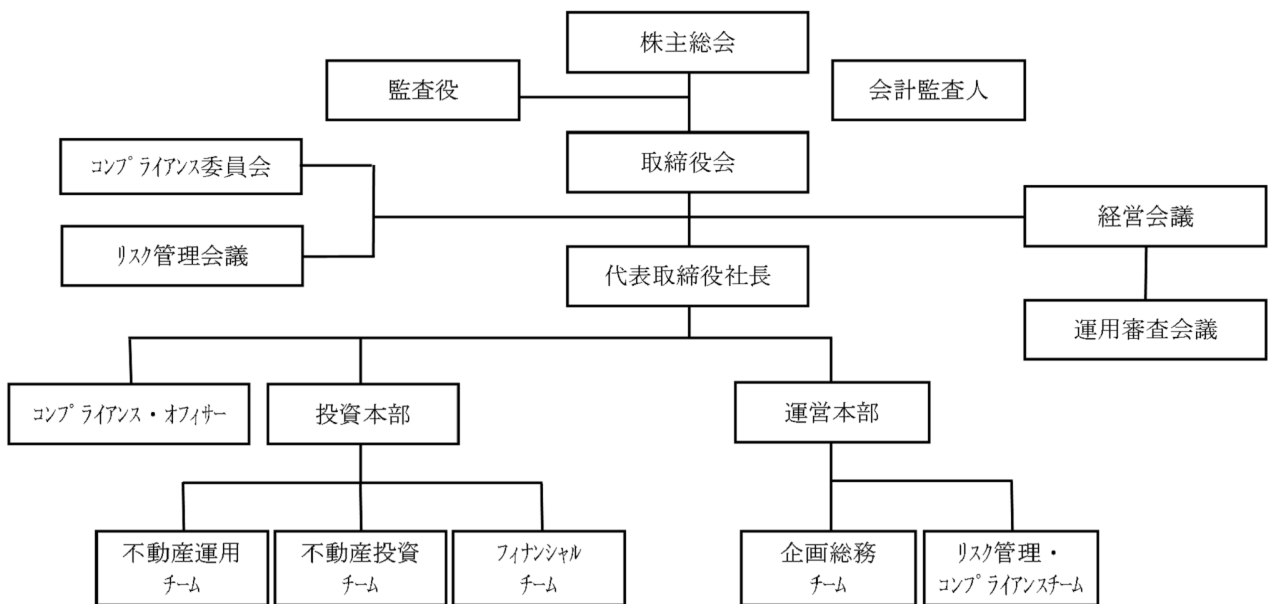 株主総会
監査役
会計監査人
取締役会
ｺﾝﾌﾟﾗｲｱﾝｽ委員会
経営会議
ﾘｽｸ管理会議
代表取締役社長
運用審査会議
ｺﾝﾌﾟﾗｲｱﾝｽ・ｵﾌｨｻｰ
投資本部
運営本部
不動産運用
ﾁｰﾑ
不動産投資
ﾁｰﾑ
ﾌｨﾅﾝｼｬﾙ
ﾁｰﾑ
企画総務
ﾁｰﾑ
ﾘｽｸ管理・
ｺﾝﾌﾟﾗｲｱﾝｽﾁｰﾑ